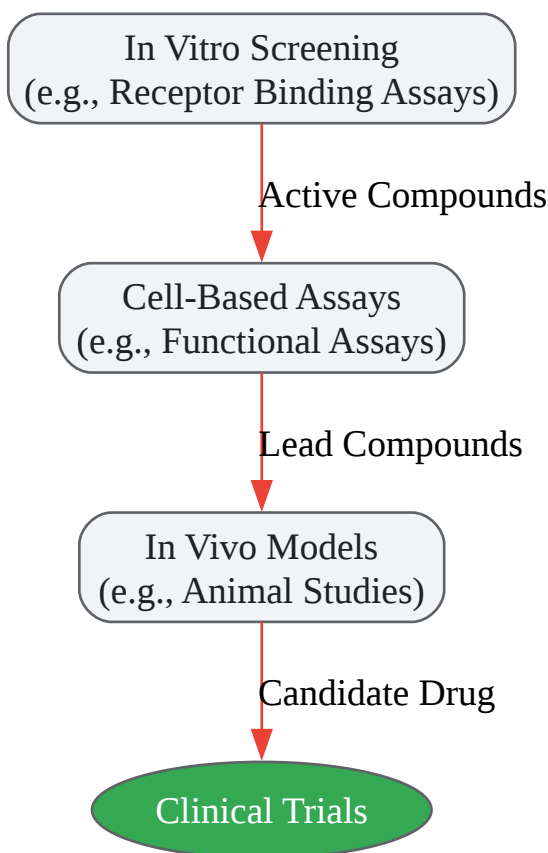 In Vitro Screening
(e.g., Receptor Binding Assays)
Active Compounds
Cell-Based Assays
(e.g., Functional Assays)
Lead Compounds
In Vivo Models
(e.g., Animal Studies)
Candidate Drug
Clinical Trials